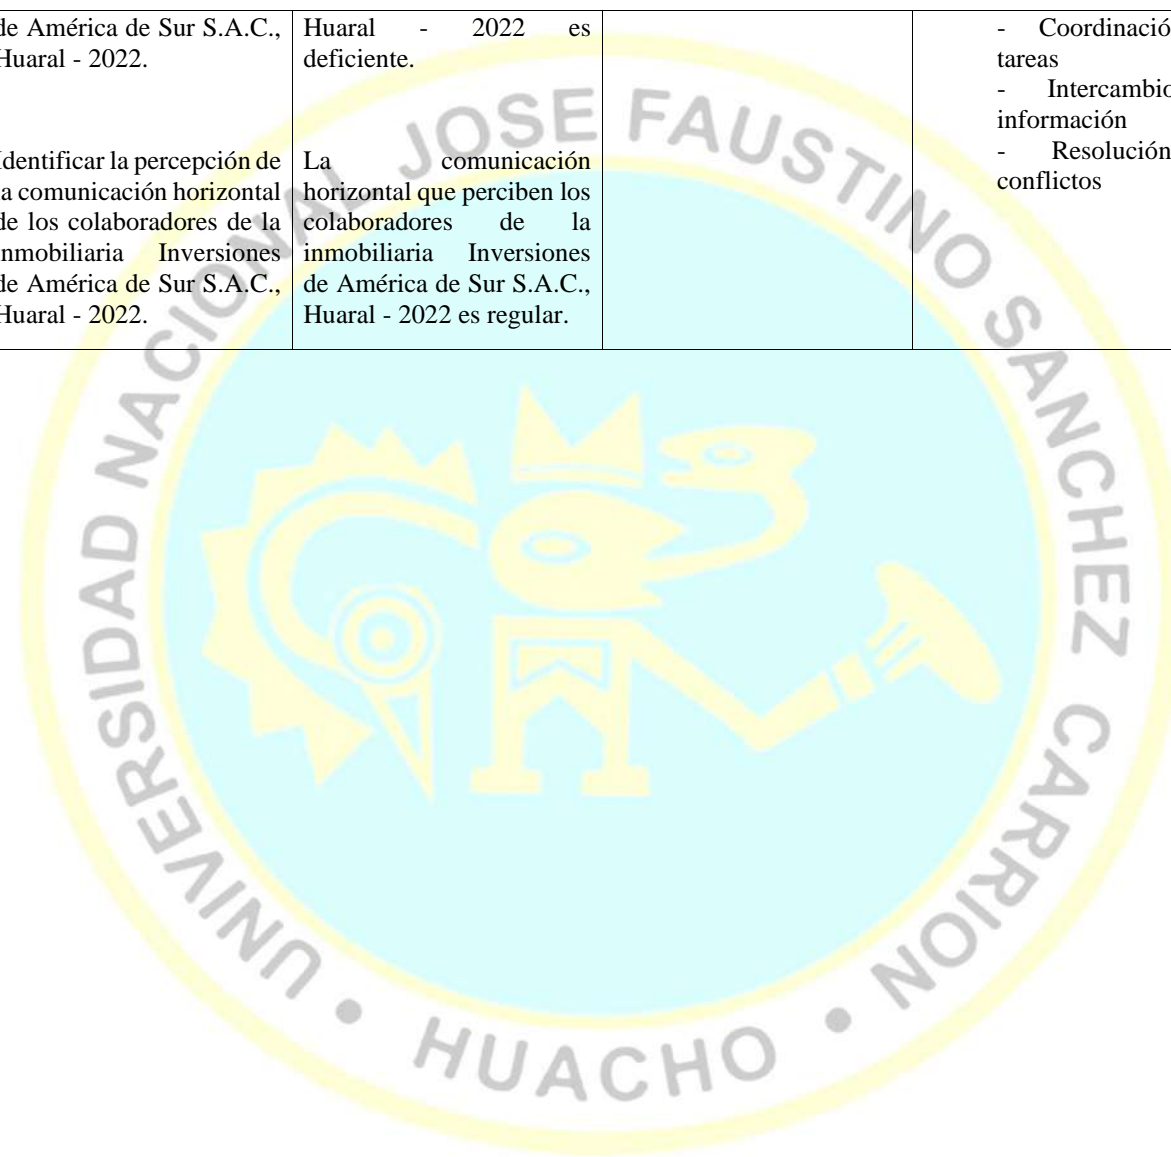 de América de Sur S.A.C.,
Huaral - 2022.
Identificar la percepción de
la comunicación horizontal
de los colaboradores de la
inmobiliaria Inversiones
de América de Sur S.A.C.,
Huaral - 2022.
Huaral - 2022 es
deficiente.
La comunicación
horizontal que perciben los
colaboradores de la
inmobiliaria Inversiones
de América de Sur S.A.C.,
Huaral - 2022 es regular.
- Coordinació
tareas
- Intercambio
información
- Resolución
conflictos
UNIVERSIDAD NACIONAL JOSE FAUSTINO SANCHEZ CARRION
• HUACHO •